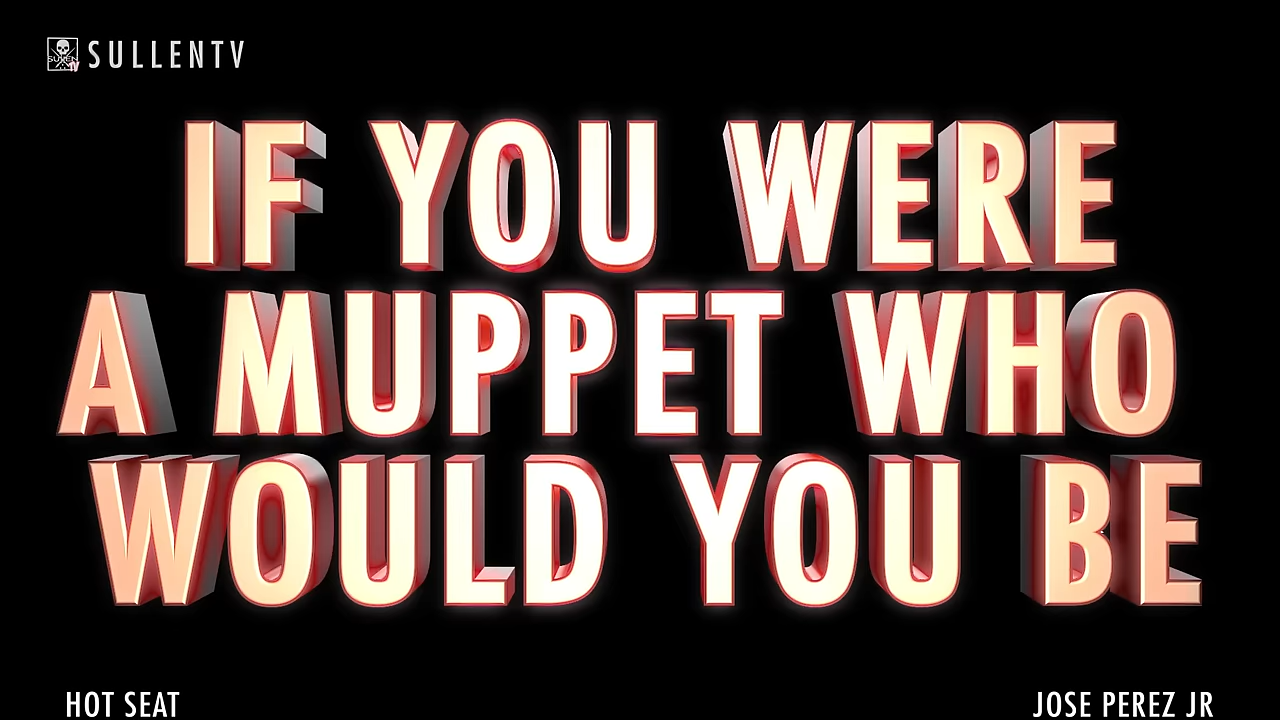 SULLENTV
IF YOU WERE
A MUPPET WHO
WOULD YOU BE
HOT SEAT
JOSE PEREZ JR